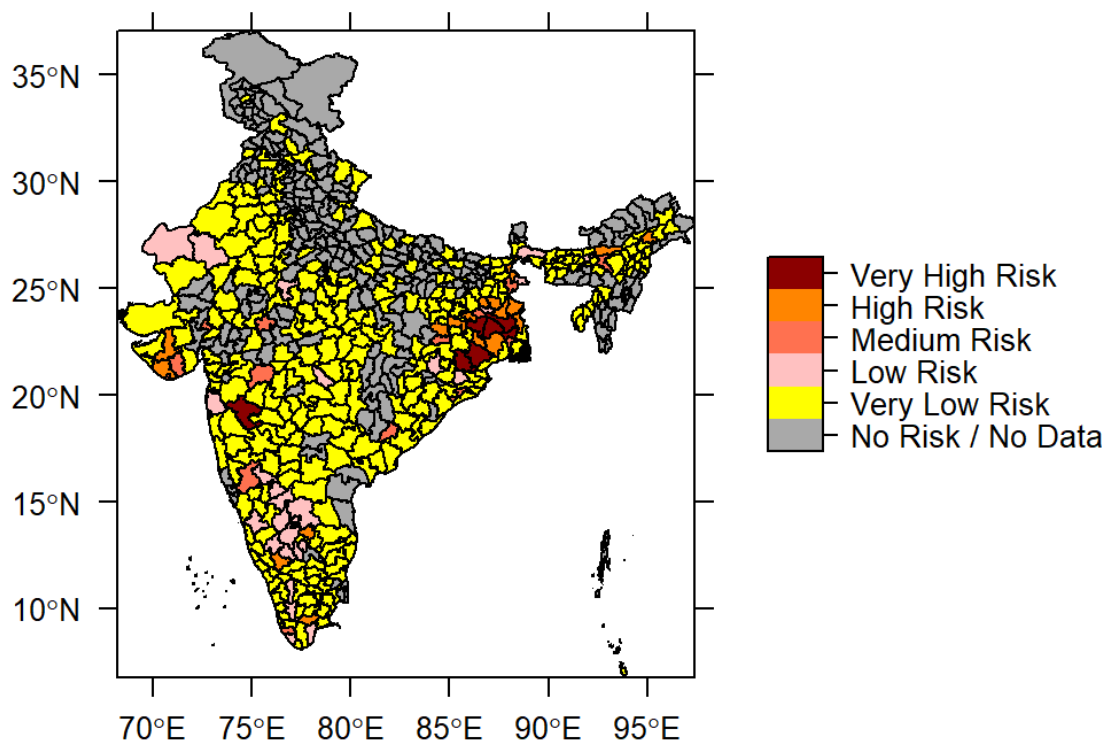 35°N
30°N
25°N
20°N
15°N
10°N
70°E 75°E 80°E 85°E 90°E 95°E
Very High Risk
High Risk
Medium Risk
Low Risk
Very Low Risk
No Risk / No Data